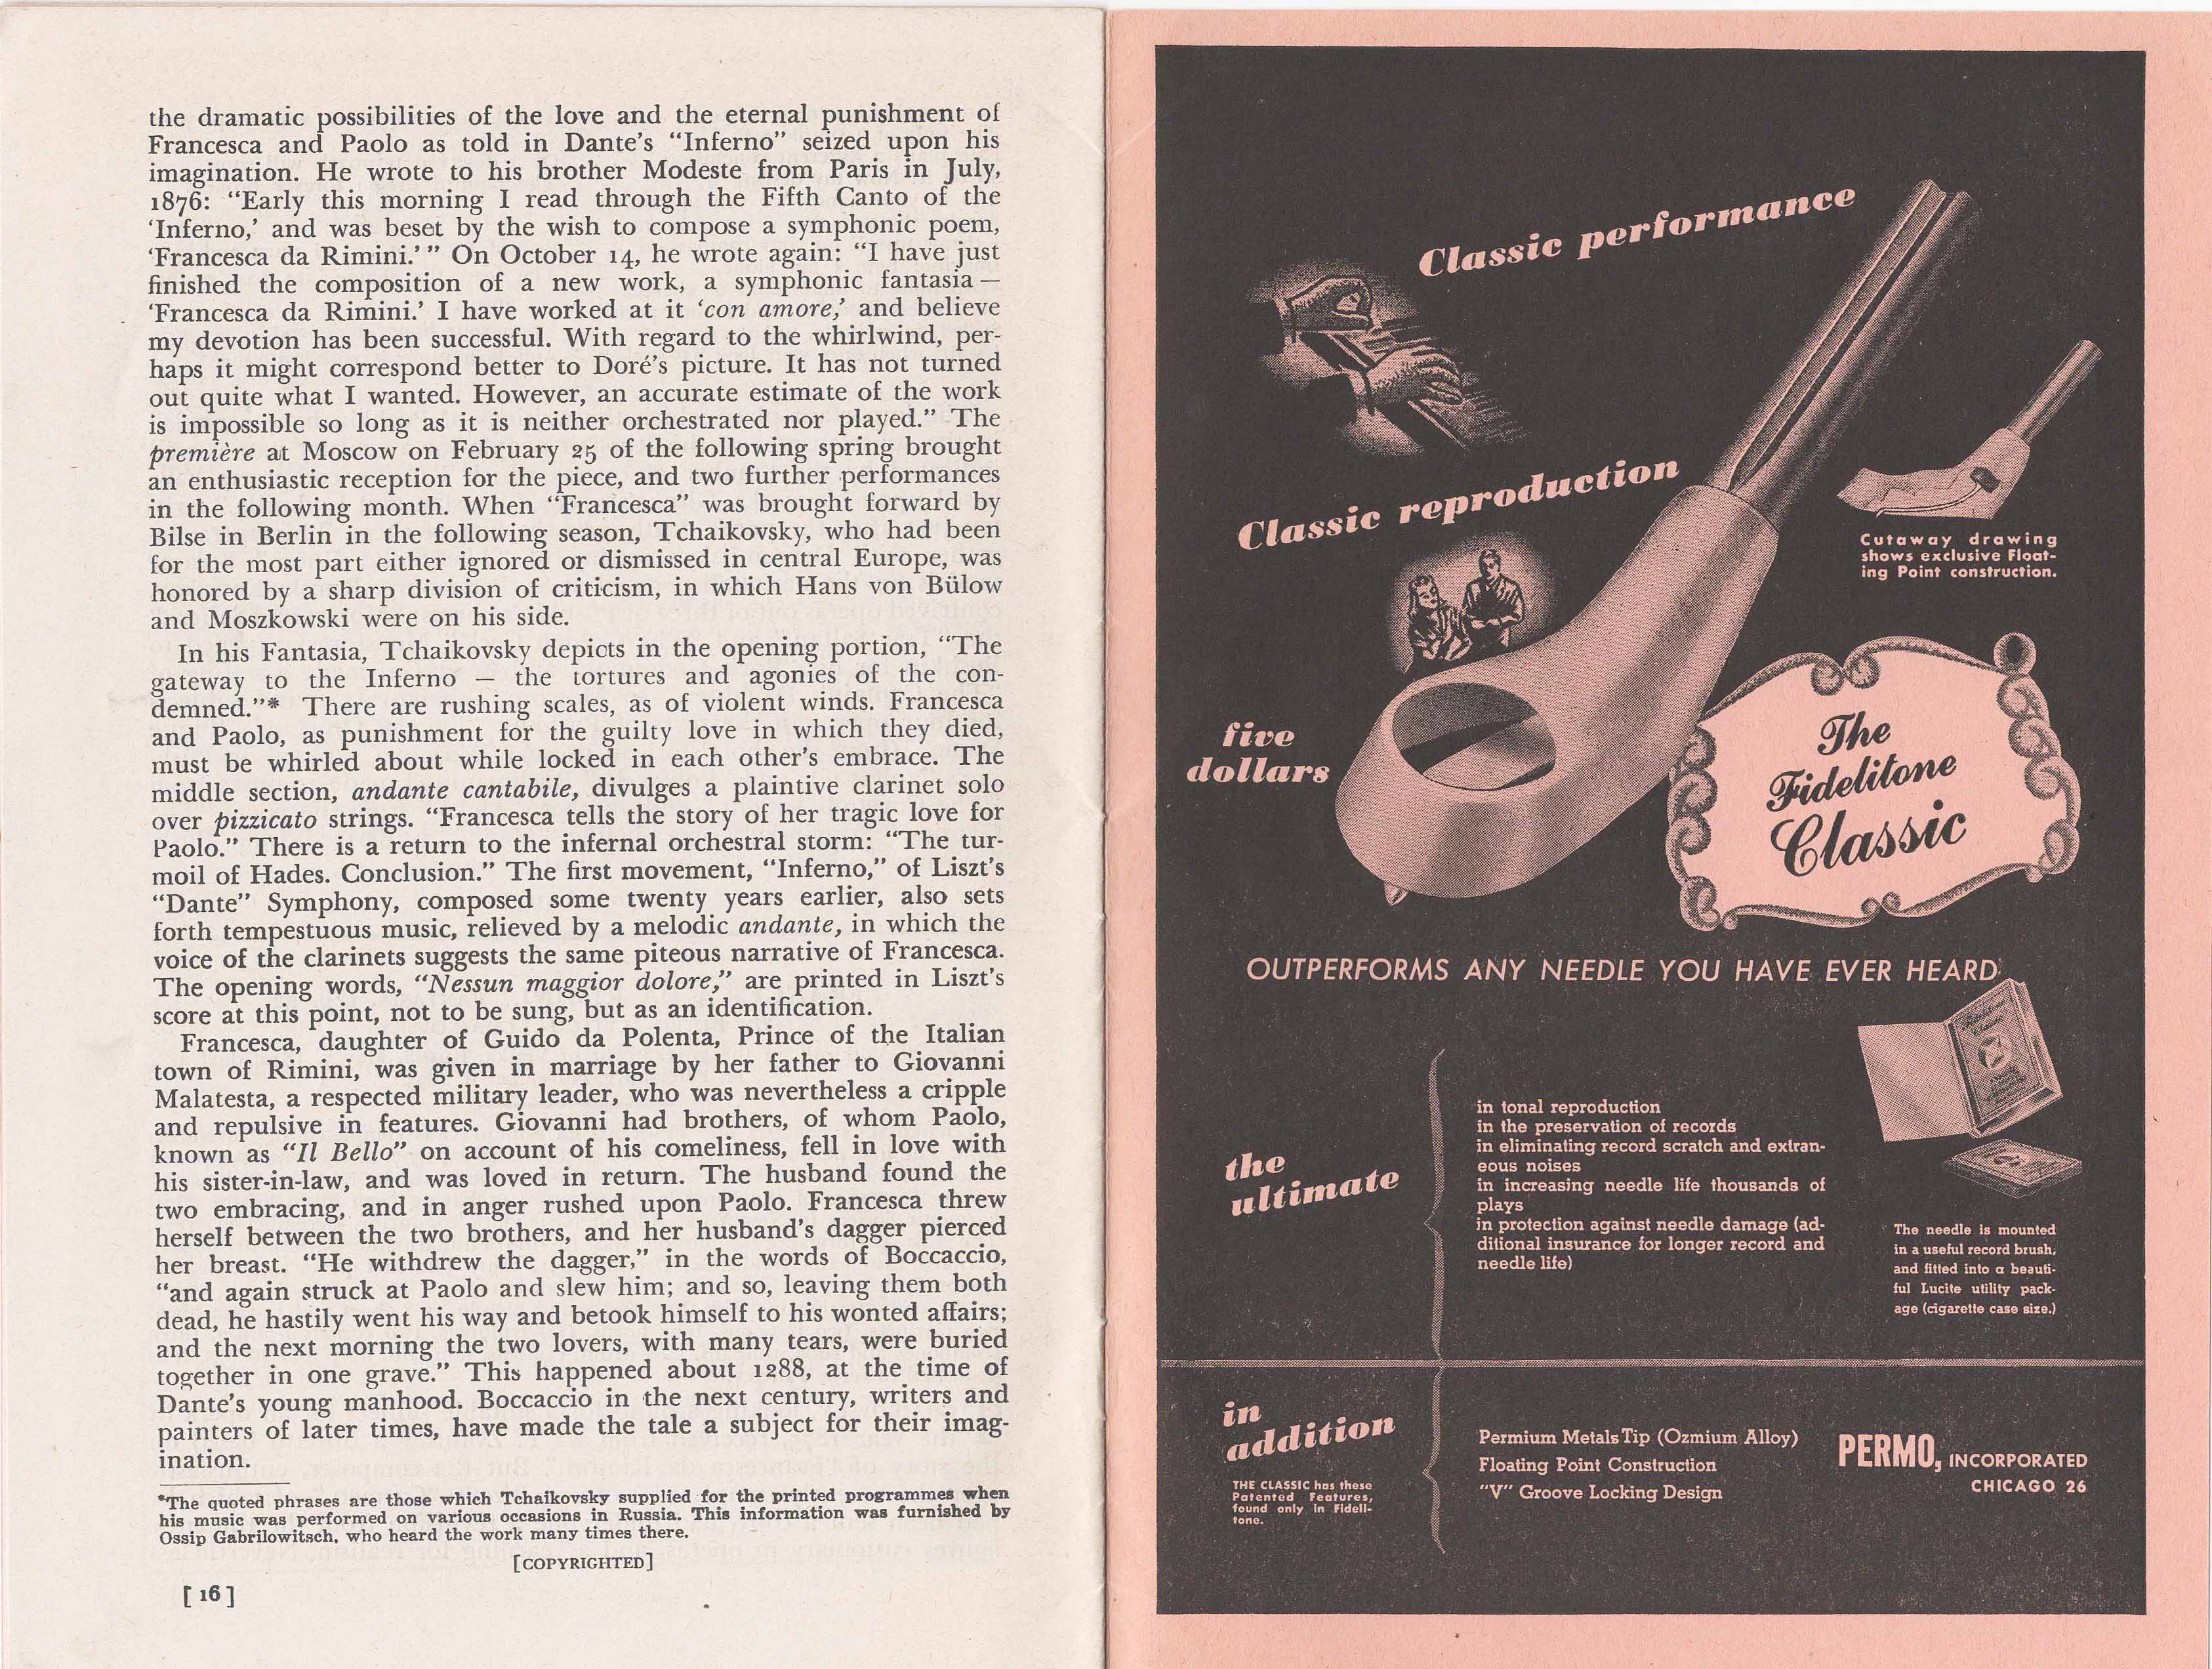 the dramatic possibilities of the love and the eternal punishment of
Francesca and Paolo as told in Dante's “Inferno” seized upon his
imagination. He wrote to his brother Modeste from Paris in July,
1876: “Early this morning I read through the Fifth Canto of the
‘Inferno,’ and was beset by the wish to compose a symphonic poem,
‘Francesca da Rimini.’ ” On October 14, he wrote again: “I have just
finished the composition of a new work, a symphonic fantasia —
‘Francesca da Rimini.’ I have worked at it ‘con amore,’ and believe
my devotion has been successful. With regard to the whirlwind, per-
haps it might correspond better to Doré's picture. It has not turned
out quite what I wanted. However, an accurate estimate of the work
is impossible so long as it is neither orchestrated nor played.” The
première at Moscow on February 25 of the following spring brought
an enthusiastic reception for the piece, and two further performances
in the following month. When “Francesca” was brought forward by
Bilse in Berlin in the following season, Tchaikovsky, who had been
for the most part either ignored or dismissed in central Europe, was
honored by a sharp division of criticism, in which Hans von Bülow
and Moszkowski were on his side.
In his Fantasia, Tchaikovsky depicts in the opening portion, “The
gateway to the Inferno — the tortures and agonies of the con-
demned.”* There are rushing scales, as of violent winds. Francesca
and Paolo, as punishment for the guilty love in which they died,
must be whirled about while locked in each other's embrace. The
middle section, andante cantabile, divulges a plaintive clarinet solo
over pizzicato strings. “Francesca tells the story of her tragic love for
Paolo.” There is a return to the infernal orchestral storm: “The tur-
moil of Hades. Conclusion.” The first movement, “Inferno,” of Liszt's
“Dante” Symphony, composed some twenty years earlier, also sets
forth tempestuous music, relieved by a melodic andante, in which the
voice of the clarinets suggests the same piteous narrative of Francesca.
The opening words, “Nessun maggior dolore,” are printed in Liszt's
score at this point, not to be sung, but as an identification.
Francesca, daughter of Guido da Polenta, Prince of the Italian
town of Rimini, was given in marriage by her father to Giovanni
Malatesta, a respected military leader, who was nevertheless a cripple
and repulsive in features. Giovanni had brothers, of whom Paolo,
known as “Il Bello” on account of his comeliness, fell in love with
his sister-in-law, and was loved in return. The husband found the
two embracing, and in anger rushed upon Paolo. Francesca threw
herself between the two brothers, and her husband's dagger pierced
her breast. “He withdrew the dagger,” in the words of Boccaccio,
“and again struck at Paolo and slew him; and so, leaving them both
dead, he hastily went his way and betook himself to his wonted affairs;
and the next morning the two lovers, with many tears, were buried
together in one grave.” This happened about 1288, at the time of
Dante's young manhood. Boccaccio in the next century, writers and
painters of later times, have made the tale a subject for their imag-
ination.
*The quoted phrases are those which Tchaikovsky supplied for the printed programmes when
his music was performed on various occasions in Russia. This information was furnished by
Ossip Gabrilowitsch, who heard the work many times there.
[COPYRIGHTED]
[ 16 ]
Classic performance
Classic reproduction
Cutaway drawing
shows exclusive Float-
ing Point construction.
five
dollars
The
Fidelitone
Classic
OUTPERFORMS ANY NEEDLE YOU HAVE EVER HEARD
the
ultimate
in tonal reproduction
in the preservation of records
in eliminating record scratch and extran-
eous noises
in increasing needle life thousands of
plays
in protection against needle damage (ad-
ditional insurance for longer record and
needle life)
The needle is mounted
in a useful record brush,
and fitted into a beauti-
ful Lucite utility pack-
age (cigarette case size.)
in
addition
THE CLASSIC has these
Patented Features,
found only in Fideli-
tone.
Permium Metals Tip (Ozmium Alloy)
Floating Point Construction
“V” Groove Locking Design
PERMO, INCORPORATED
CHICAGO 26